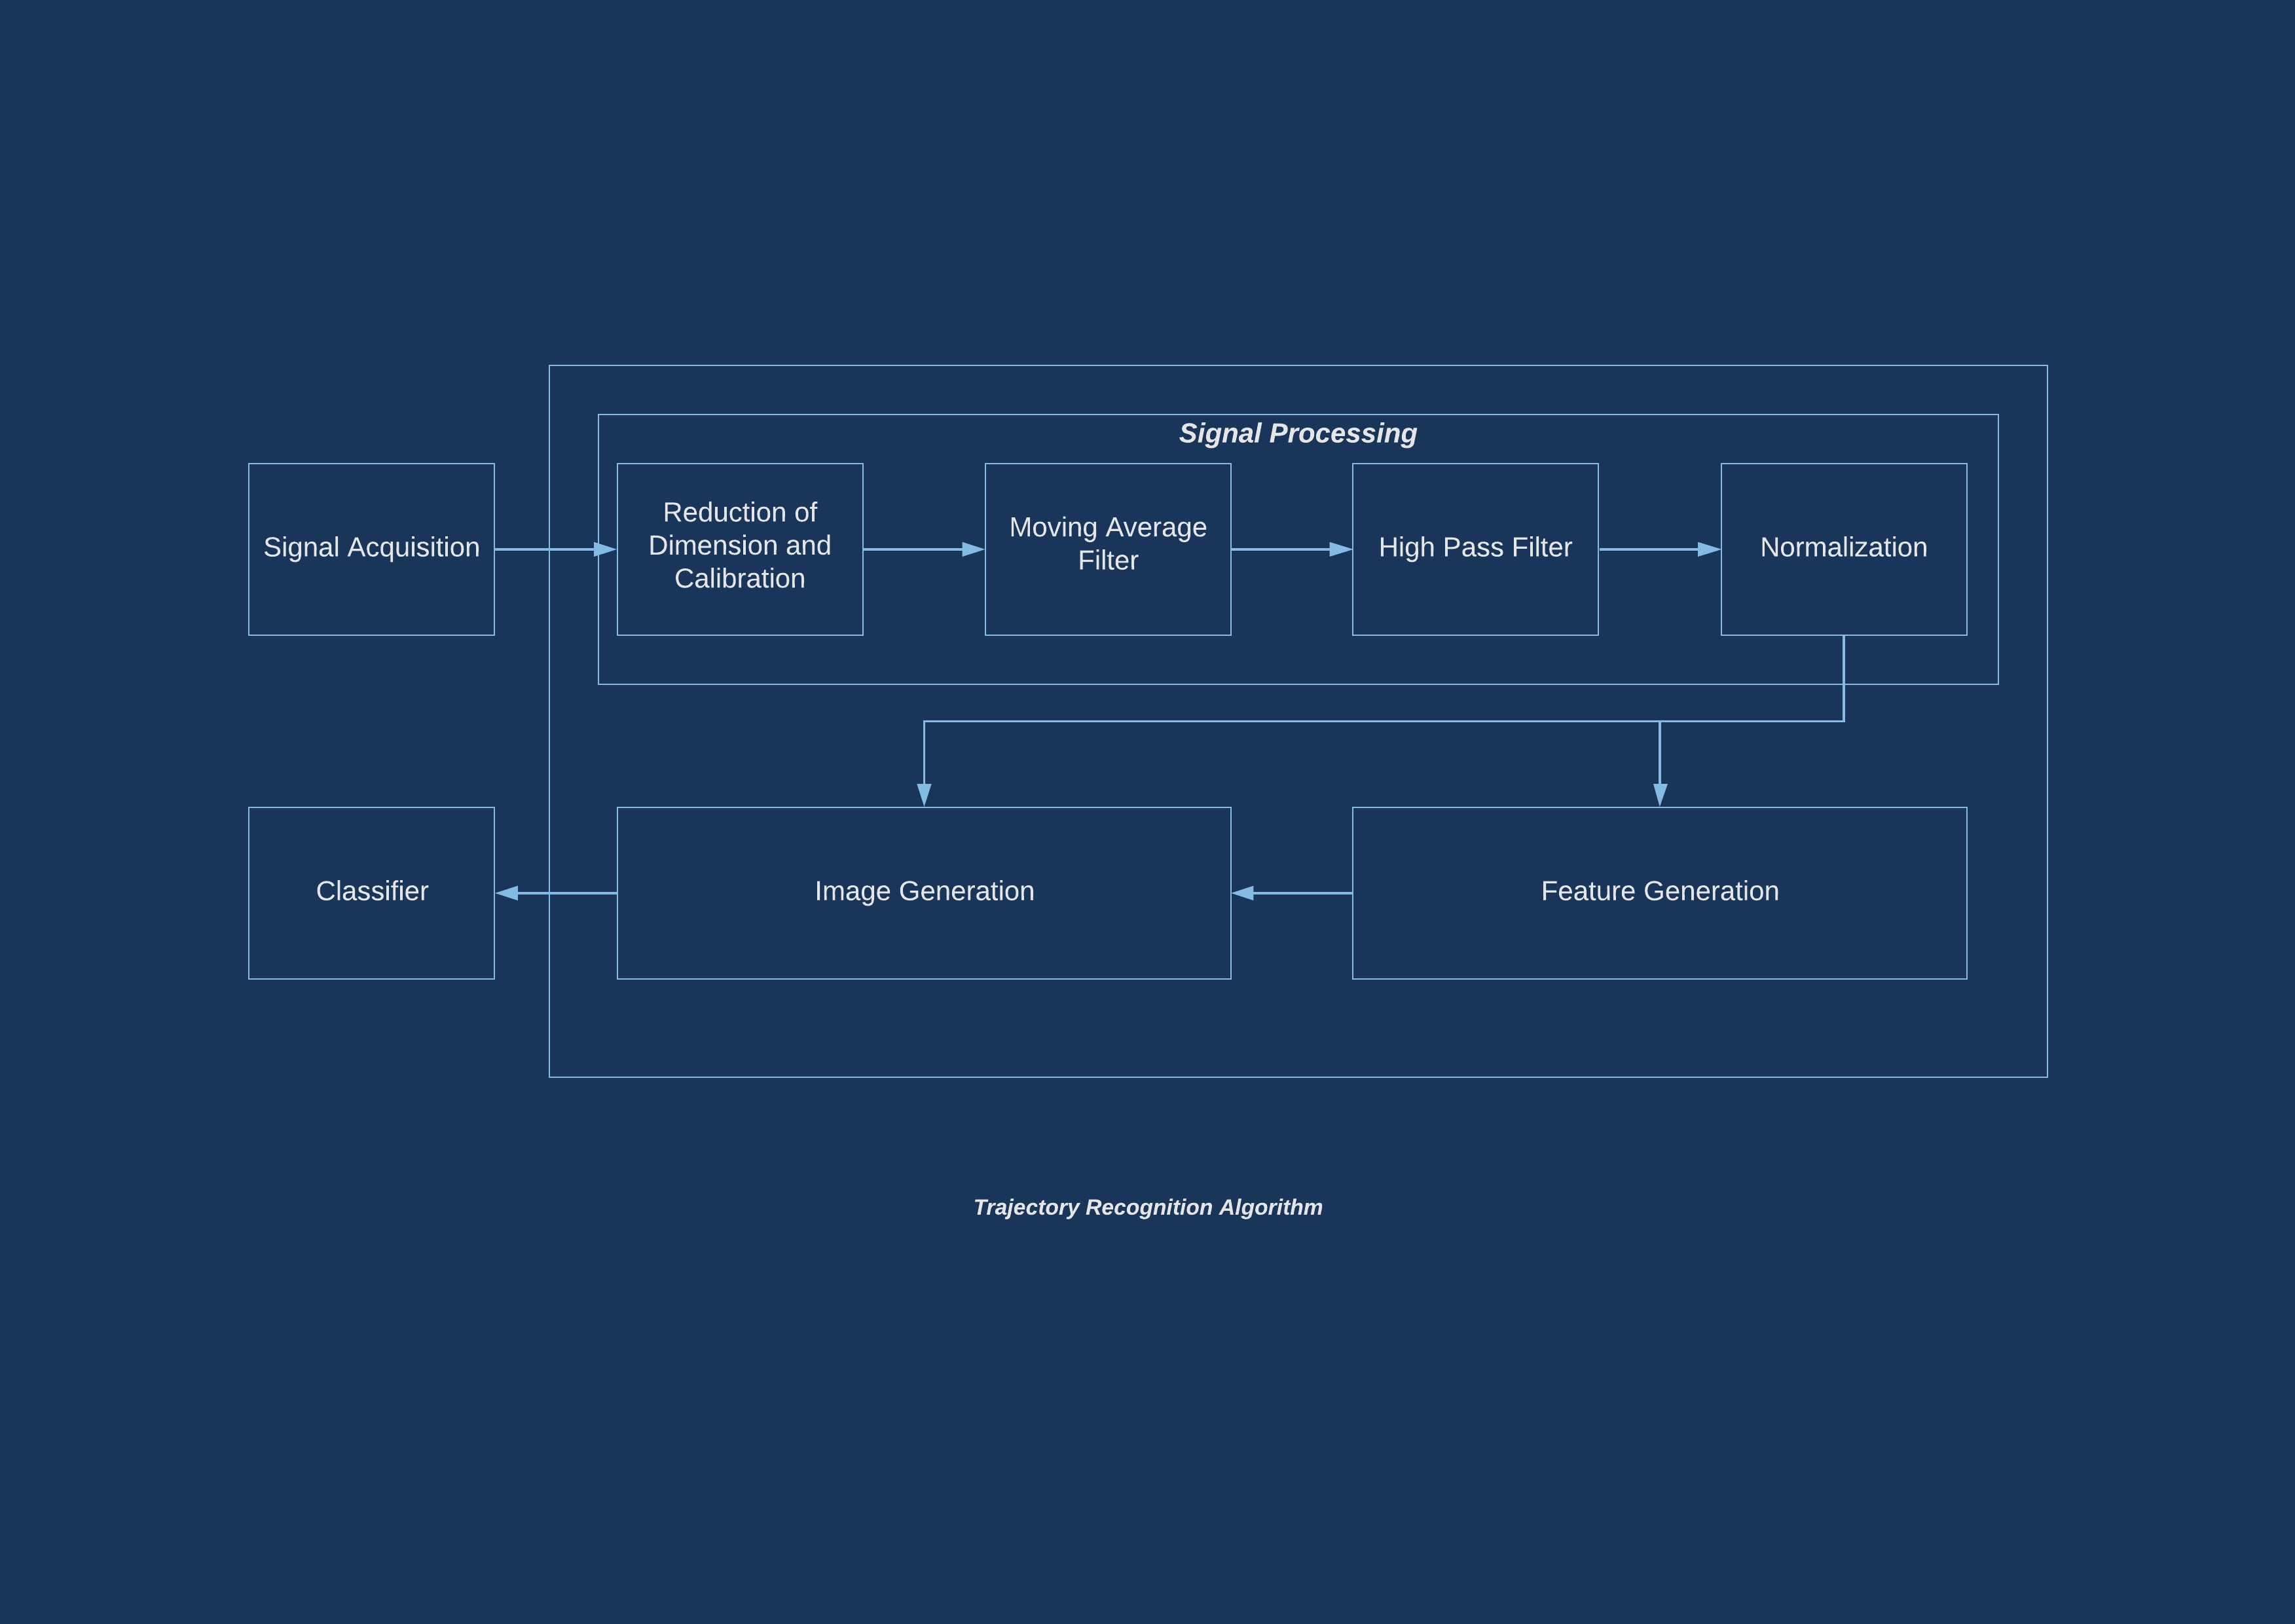 Signal Processing
Signal Acquisition
Reduction of
Dimension and
Calibration
Moving Average
Filter
High Pass Filter
Normalization
Classifier
Image Generation
Feature Generation
Trajectory Recognition Algorithm